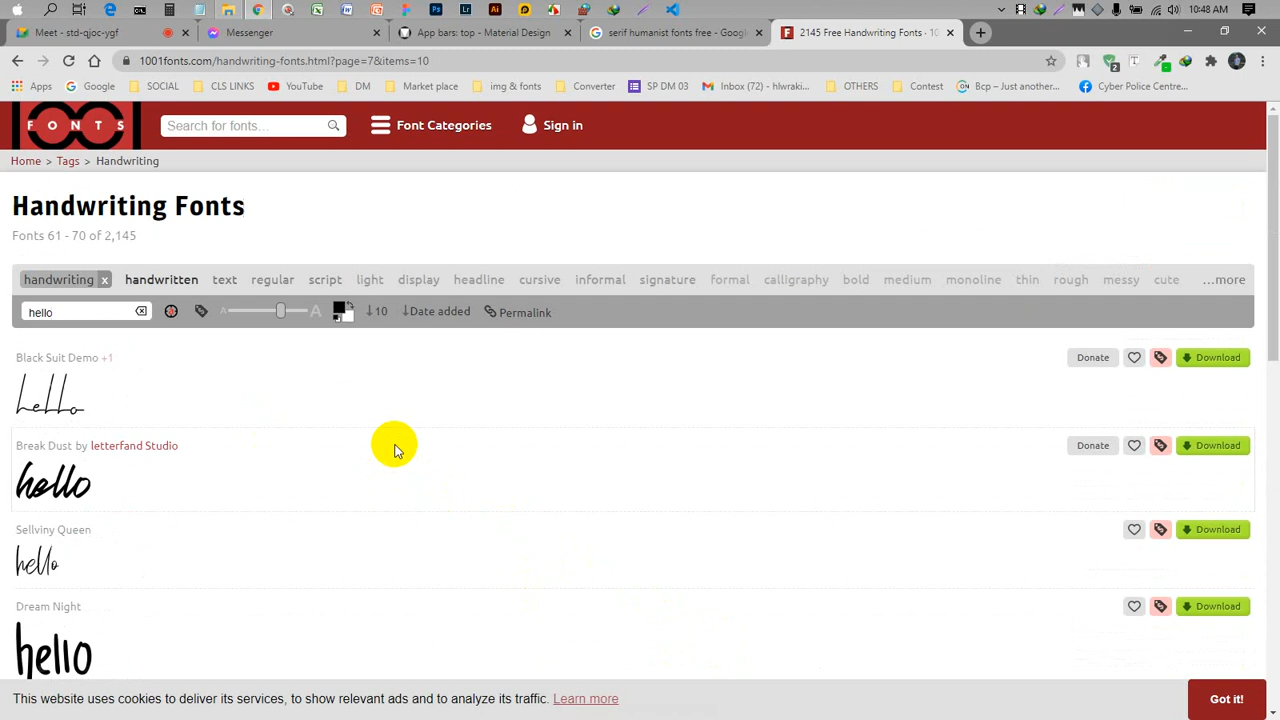 10:48 AM
Meet - std-qjoc-ygf
Messenger
App bars: top - Material Design
serif humanist fonts free - Google
2145 Free Handwriting Fonts · 10
1001fonts.com/handwriting-fonts.html?page=7&items=10
Apps Google SOCIAL CLS LINKS YouTube DM Market place img & fonts Converter SP DM 03 Inbox (72) - hlwraki... OTHERS Contest Bcp – Just another... Cyber Police Centre...
FONTS
Search for fonts...
Font Categories
Sign in
Home > Tags > Handwriting
Handwriting Fonts
Fonts 61 - 70 of 2,145
handwriting x handwritten text regular script light display headline cursive informal signature formal calligraphy bold medium monoline thin rough messy cute ...more
hello A A ↓10 ↓Date added Permalink
Black Suit Demo +1 Donate Download
hello
Break Dust by letterfand Studio Donate Download
hello
Sellviny Queen Download
hello
Dream Night Download
hello
This website uses cookies to deliver its services, to show relevant ads and to analyze its traffic. Learn more Got it!